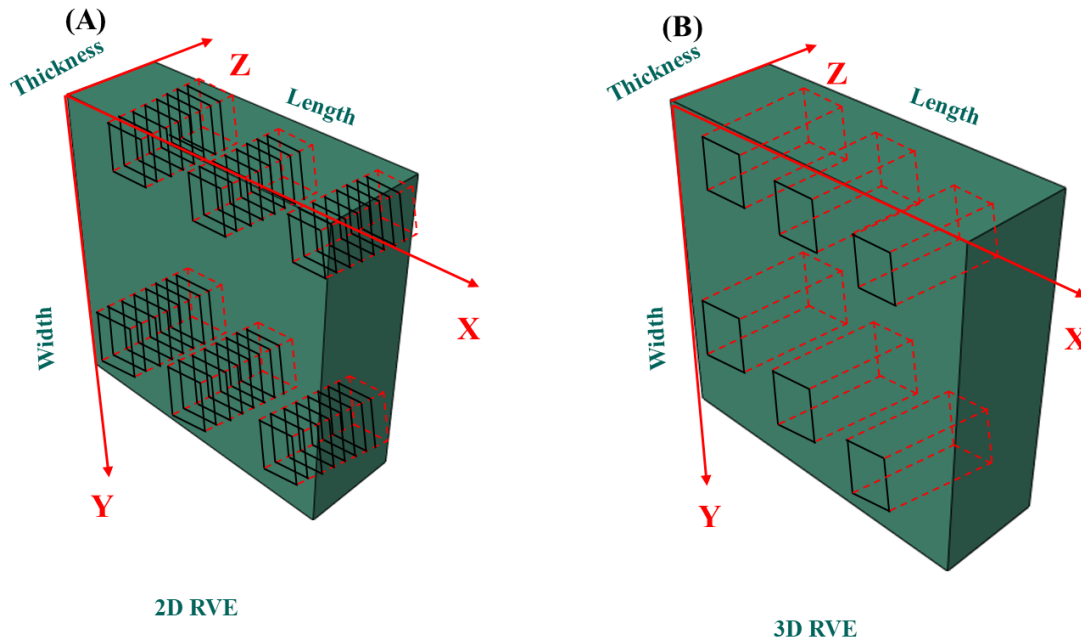 (A)
Thickness
Z
Length
Width
X
Y
2D RVE
(B)
Thickness
Z
Length
Width
X
Y
3D RVE